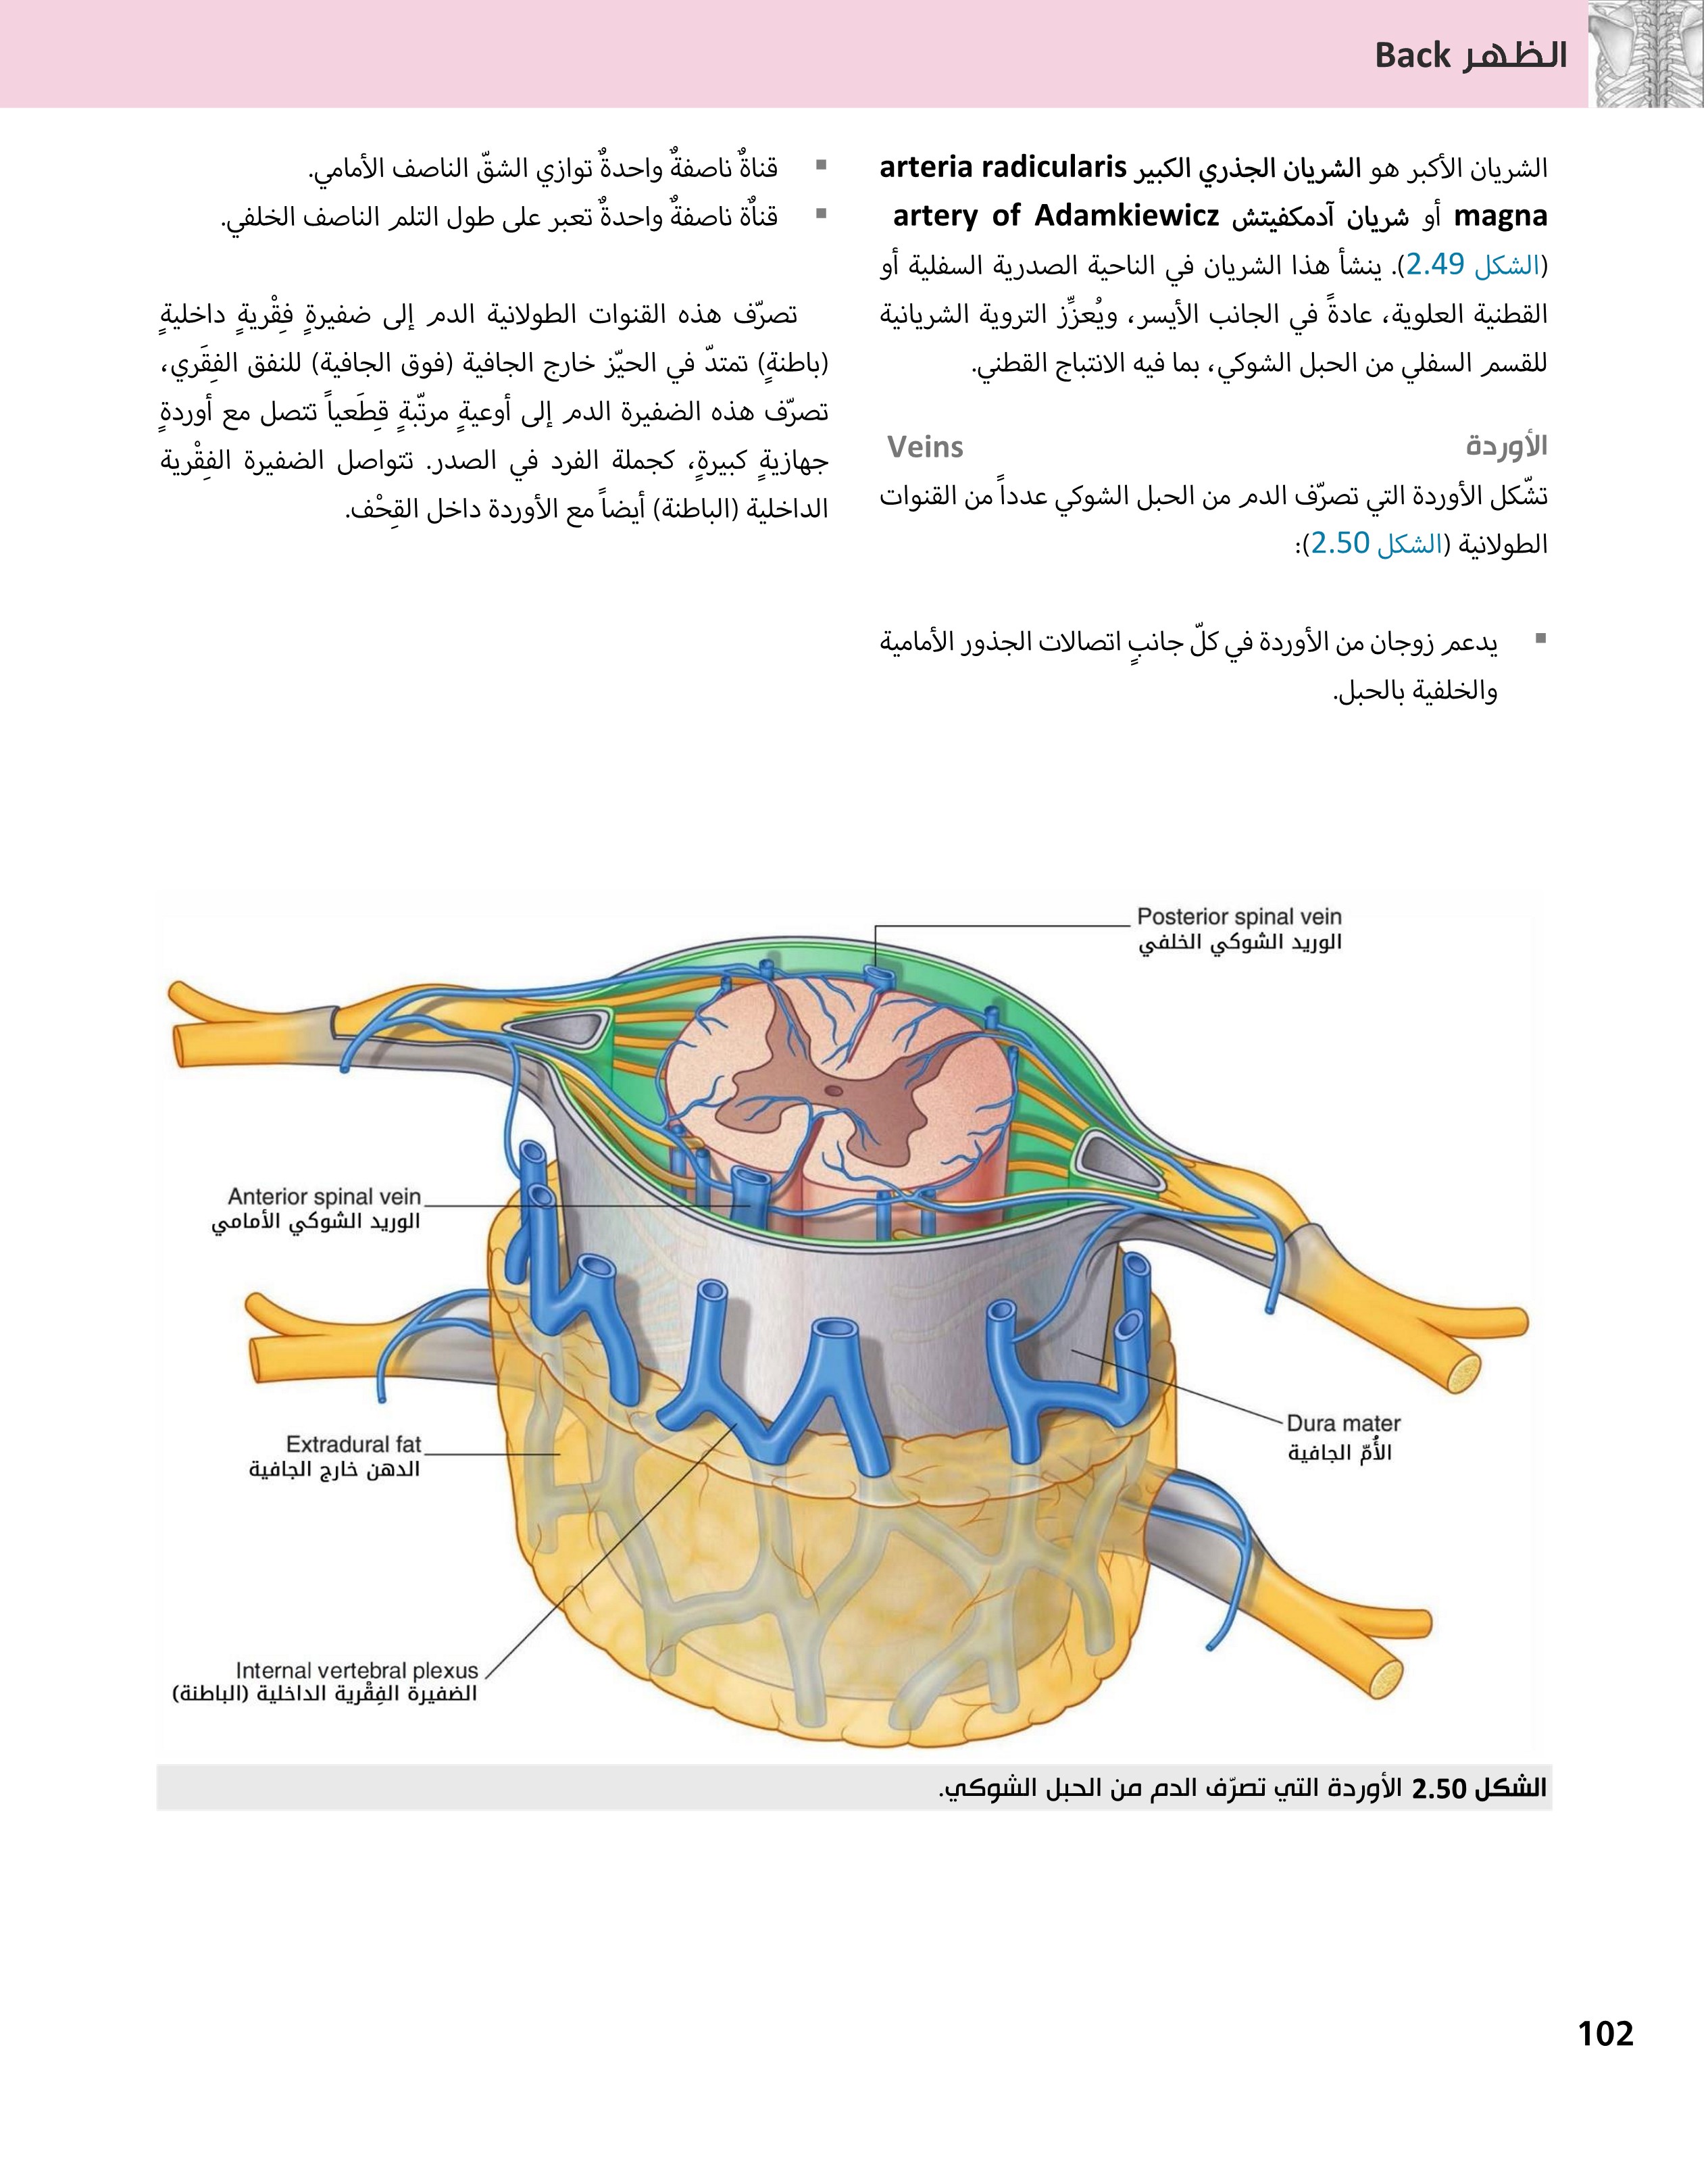 الظهر Back
الشريان الأكبر هو الشريان الجذري الكبير arteria radicularis
magna أو شريان آدمكفيتش artery of Adamkiewicz
(الشكل 2.49). ينشأ هذا الشريان في الناحية الصدرية السفلية أو
القطنية العلوية، عادةً في الجانب الأيسر، ويُعزِّز التروية الشريانية
للقسم السفلي من الحبل الشوكي، بما فيه الانتباج القطني.
الأوردة Veins
تشّكل الأوردة التي تصرّف الدم من الحبل الشوكي عدداً من القنوات
الطولانية (الشكل 2.50):
▪ يدعم زوجان من الأوردة في كلّ جانبٍ اتصالات الجذور الأمامية
والخلفية بالحبل.
▪ قناةٌ ناصفةٌ واحدةٌ توازي الشقّ الناصف الأمامي.
▪ قناٌة ناصفةٌ واحدةٌ تعبر على طول التلم الناصف الخلفي.
تصرّف هذه القنوات الطولانية الدم إلى ضفيرةٍ فِقْريةٍ داخليةٍ
(باطنةٍ) تمتدّ في الحيّز خارج الجافية (فوق الجافية) للنفق الفِقَري،
تصرّف هذه الضفيرة الدم إلى أوعيةٍ مرتّبةٍ قِطَعياً تتصل مع أوردةٍ
جهازيةٍ كبيرةٍ، كجملة الفرد في الصدر. تتواصل الضفيرة الفِقْرية
الداخلية (الباطنة) أيضاً مع الأوردة داخل القِحْف.
Posterior spinal vein
الوريد الشوكي الخلفي
Anterior spinal vein
الوريد الشوكي الأمامي
Extradural fat
الدهن خارج الجافية
Dura mater
الأُمّ الجافية
Internal vertebral plexus
الضفيرة الفِقْرية الداخلية (الباطنة)
الشكل 2.50 الأوردة التي تصرّف الدم من الحبل الشوكي.
102